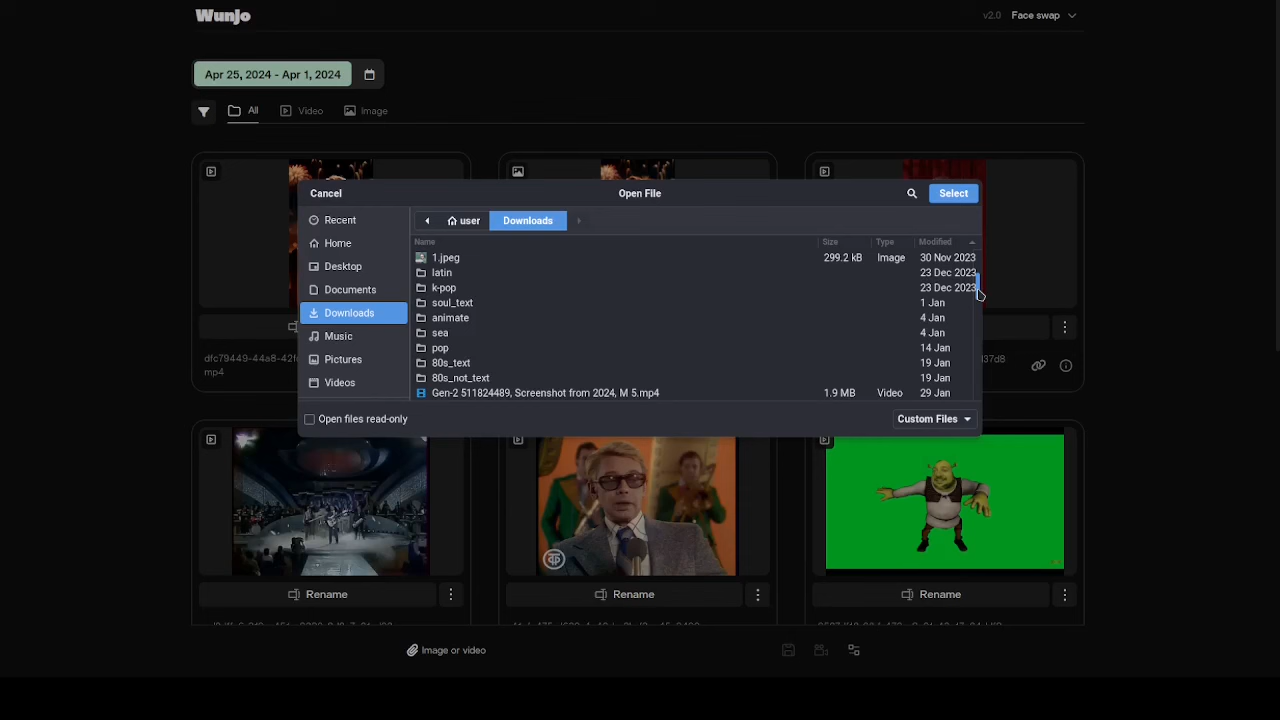 Wunjo
v2.0 Face swap
Apr 25, 2024 - Apr 1, 2024
All Video Image
Cancel Open File Select
Recent
Home
Desktop
Documents
Downloads
Music
Pictures
Videos
user Downloads
Name Size Type Modified
1.jpeg 299.2 kB Image 30 Nov 2023
latin 23 Dec 2023
k-pop 23 Dec 2023
soul_text 1 Jan
animate 4 Jan
sea 4 Jan
pop 14 Jan
80s_text 19 Jan
80s_not_text 19 Jan
Gen-2 511824489, Screenshot from 2024, M 5.mp4 1.9 MB Video 29 Jan
Open files read-only Custom Files
mp4
Rename Rename Rename
Image or video